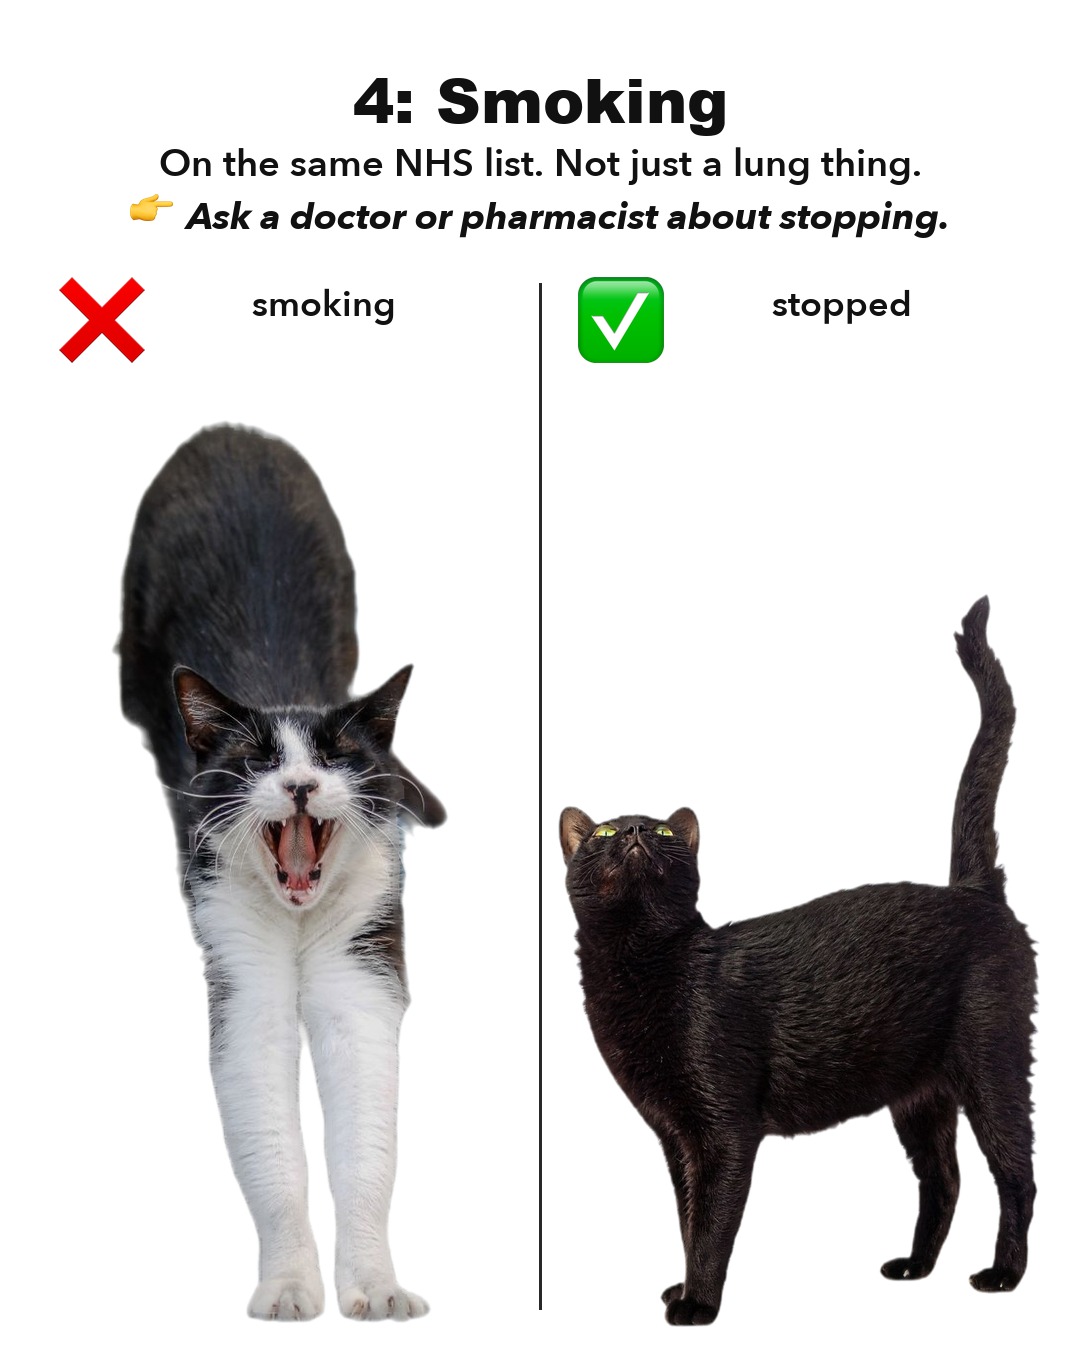 4: Smoking
On the same NHS list. Not just a lung thing.
👉 Ask a doctor or pharmacist about stopping.
❌ smoking
✅ stopped